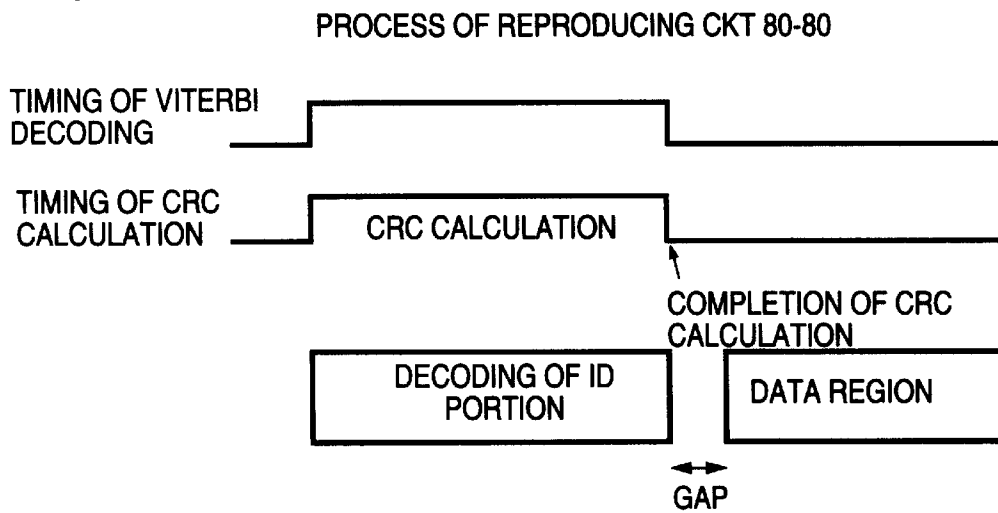 PROCESS OF REPRODUCING CKT 80-80
TIMING OF VITERBI
DECODING
TIMING OF CRC
CALCULATION
CRC CALCULATION
COMPLETION OF CRC
CALCULATION
DECODING OF ID
PORTION
DATA REGION
GAP